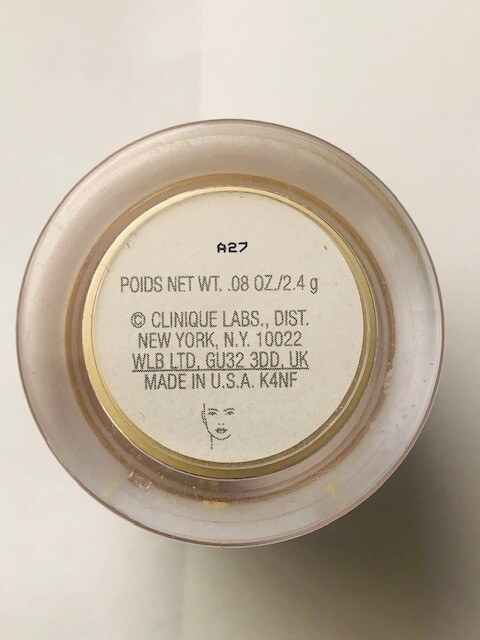 A27
POIDS NET WT. .08 OZ./2.4 g
© CLINIQUE LABS., DIST.
NEW YORK, N.Y. 10022
WLB LTD, GU32 3DD, UK
MADE IN U.S.A. K4NF